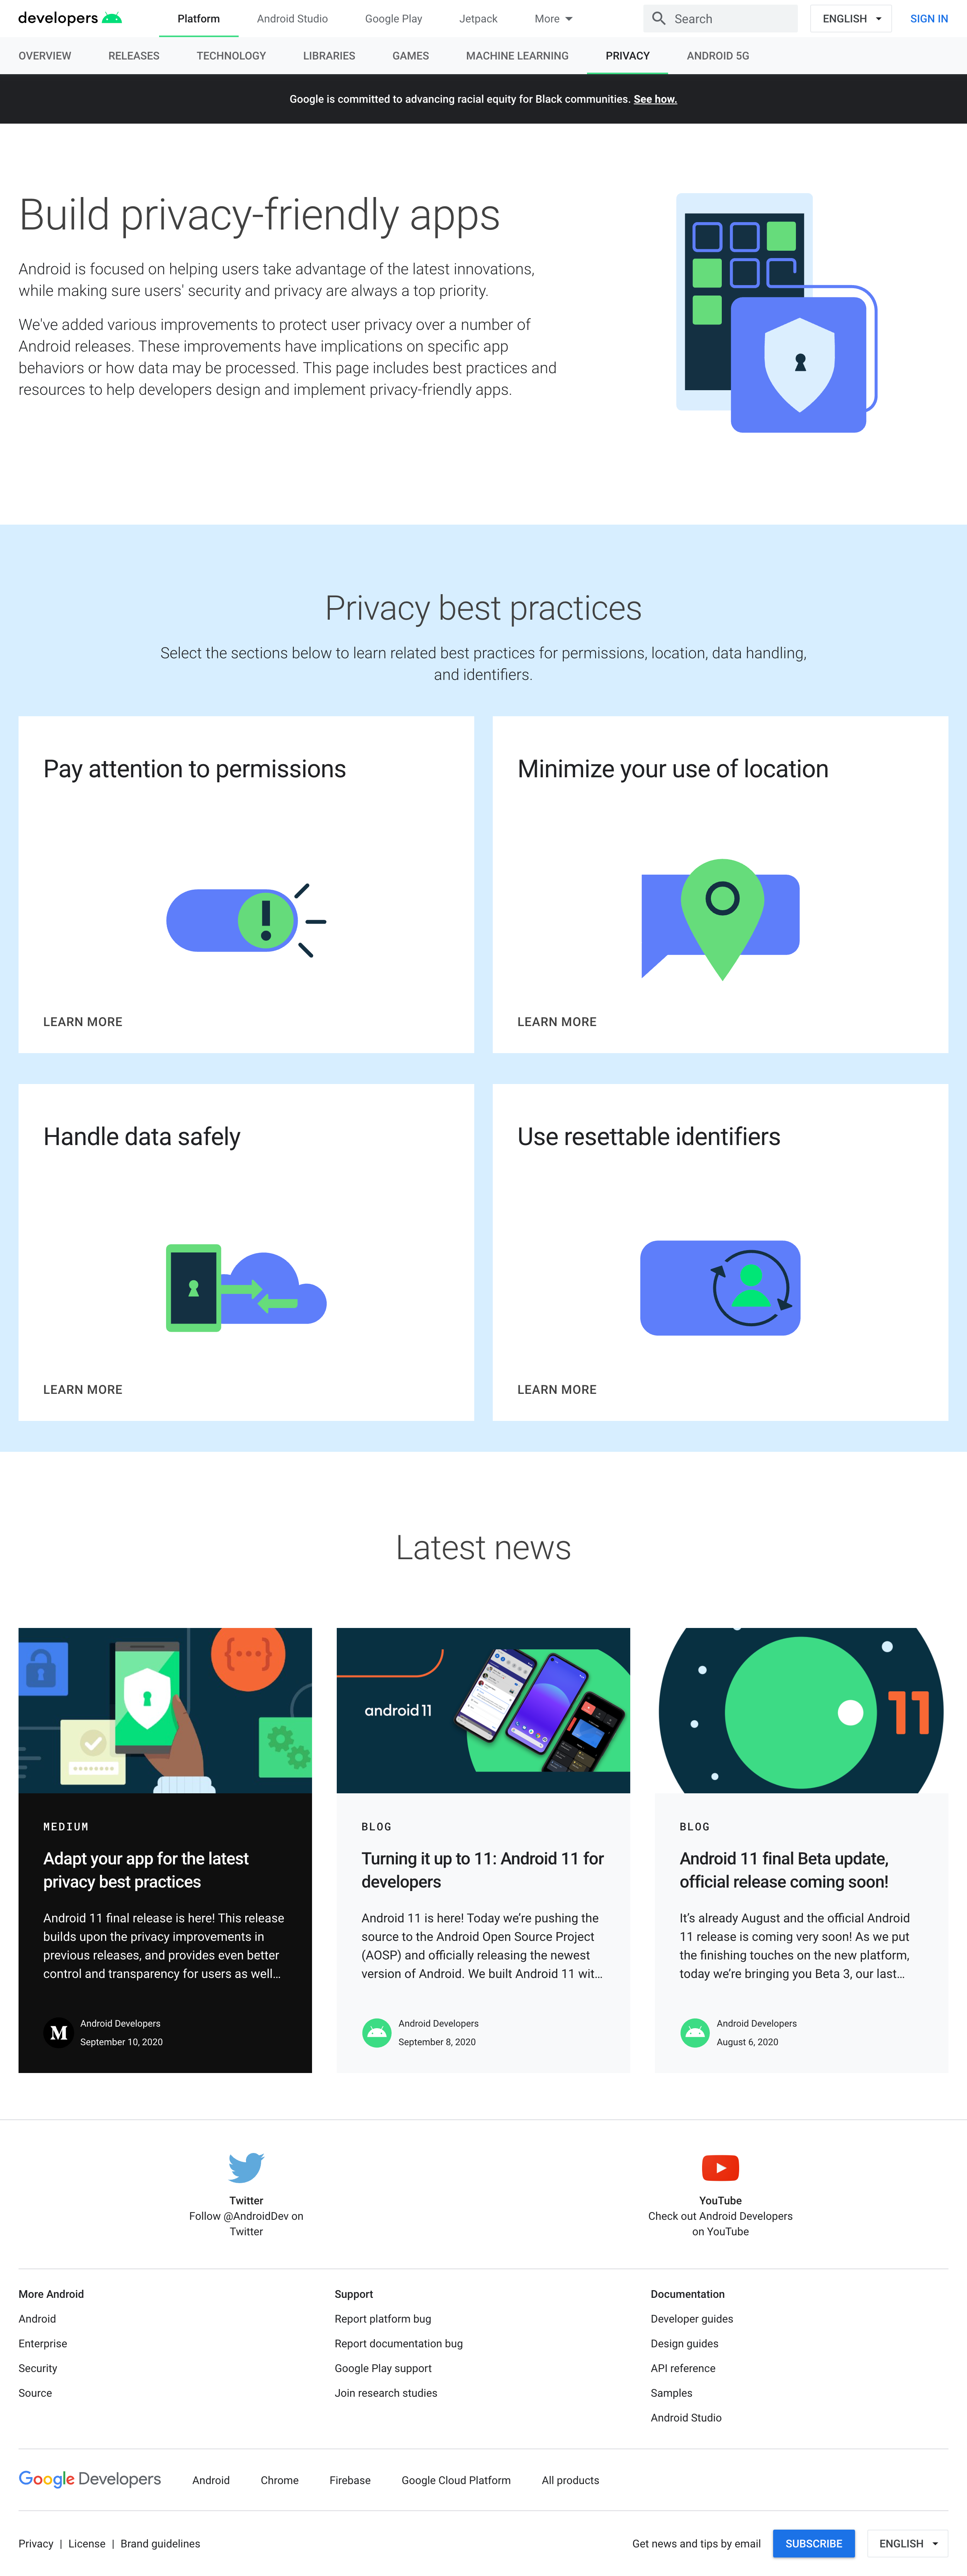 developers
Platform
Android Studio
Google Play
Jetpack
More
Search
ENGLISH
SIGN IN
OVERVIEW
RELEASES
TECHNOLOGY
LIBRARIES
GAMES
MACHINE LEARNING
PRIVACY
ANDROID 5G
Google is committed to advancing racial equity for Black communities. See how.
Build privacy-friendly apps
Android is focused on helping users take advantage of the latest innovations,
while making sure users' security and privacy are always a top priority.
We've added various improvements to protect user privacy over a number of
Android releases. These improvements have implications on specific app
behaviors or how data may be processed. This page includes best practices and
resources to help developers design and implement privacy-friendly apps.
Privacy best practices
Select the sections below to learn related best practices for permissions, location, data handling,
and identifiers.
Pay attention to permissions
LEARN MORE
Minimize your use of location
LEARN MORE
Handle data safely
LEARN MORE
Use resettable identifiers
LEARN MORE
Latest news
MEDIUM
Adapt your app for the latest
privacy best practices
Android 11 final release is here! This release
builds upon the privacy improvements in
previous releases, and provides even better
control and transparency for users as well...
M
Android Developers
September 10, 2020
android 11
BLOG
Turning it up to 11: Android 11 for
developers
Android 11 is here! Today we’re pushing the
source to the Android Open Source Project
(AOSP) and officially releasing the newest
version of Android. We built Android 11 wit...
Android Developers
September 8, 2020
11
BLOG
Android 11 final Beta update,
official release coming soon!
It’s already August and the official Android
11 release is coming very soon! As we put
the finishing touches on the new platform,
today we’re bringing you Beta 3, our last...
Android Developers
August 6, 2020
Twitter
Follow @AndroidDev on
Twitter
YouTube
Check out Android Developers
on YouTube
More Android
Android
Enterprise
Security
Source
Support
Report platform bug
Report documentation bug
Google Play support
Join research studies
Documentation
Developer guides
Design guides
API reference
Samples
Android Studio
Google Developers
Android
Chrome
Firebase
Google Cloud Platform
All products
Privacy | License | Brand guidelines
Get news and tips by email
SUBSCRIBE
ENGLISH